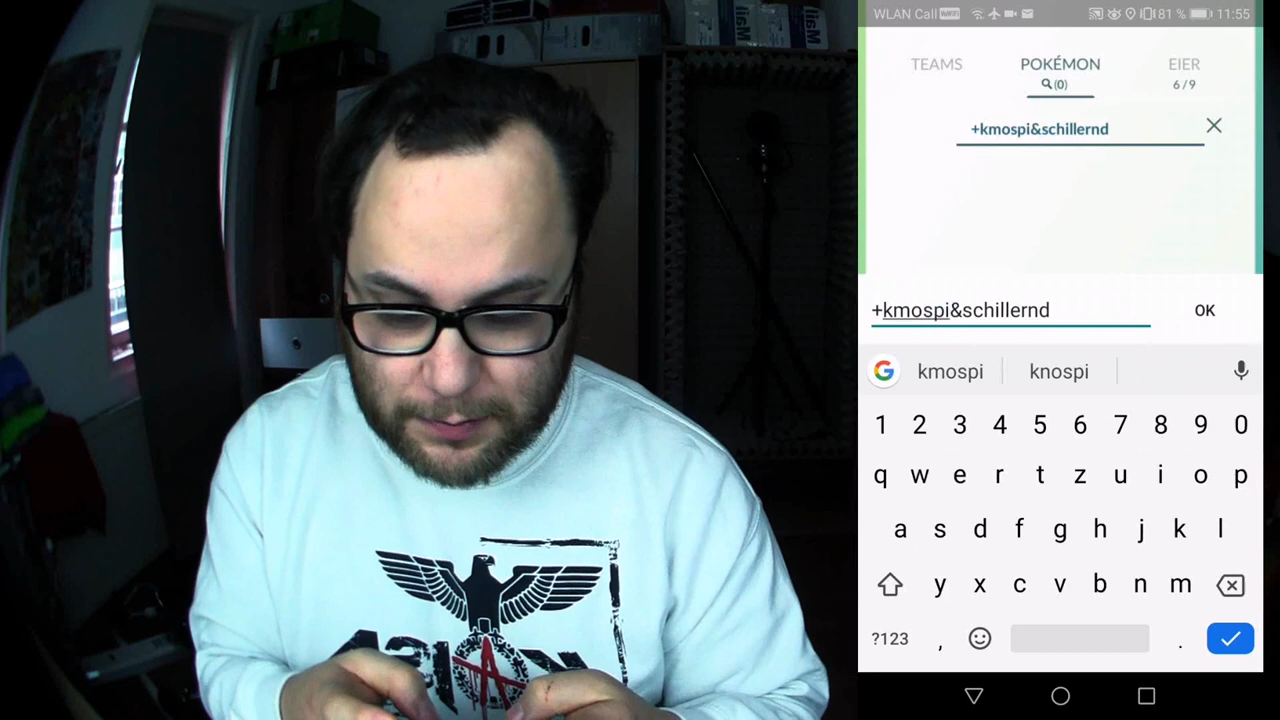 WLAN Call
81 %
11:55
TEAMS
POKÉMON
EIER
(0)
6/9
+kmospi&schillernd
+kmospi&schillernd
OK
kmospi
knospi
1 2 3 4 5 6 7 8 9 0
q w e r t z u i o p
a s d f g h j k l
y x c v b n m
?123 , .